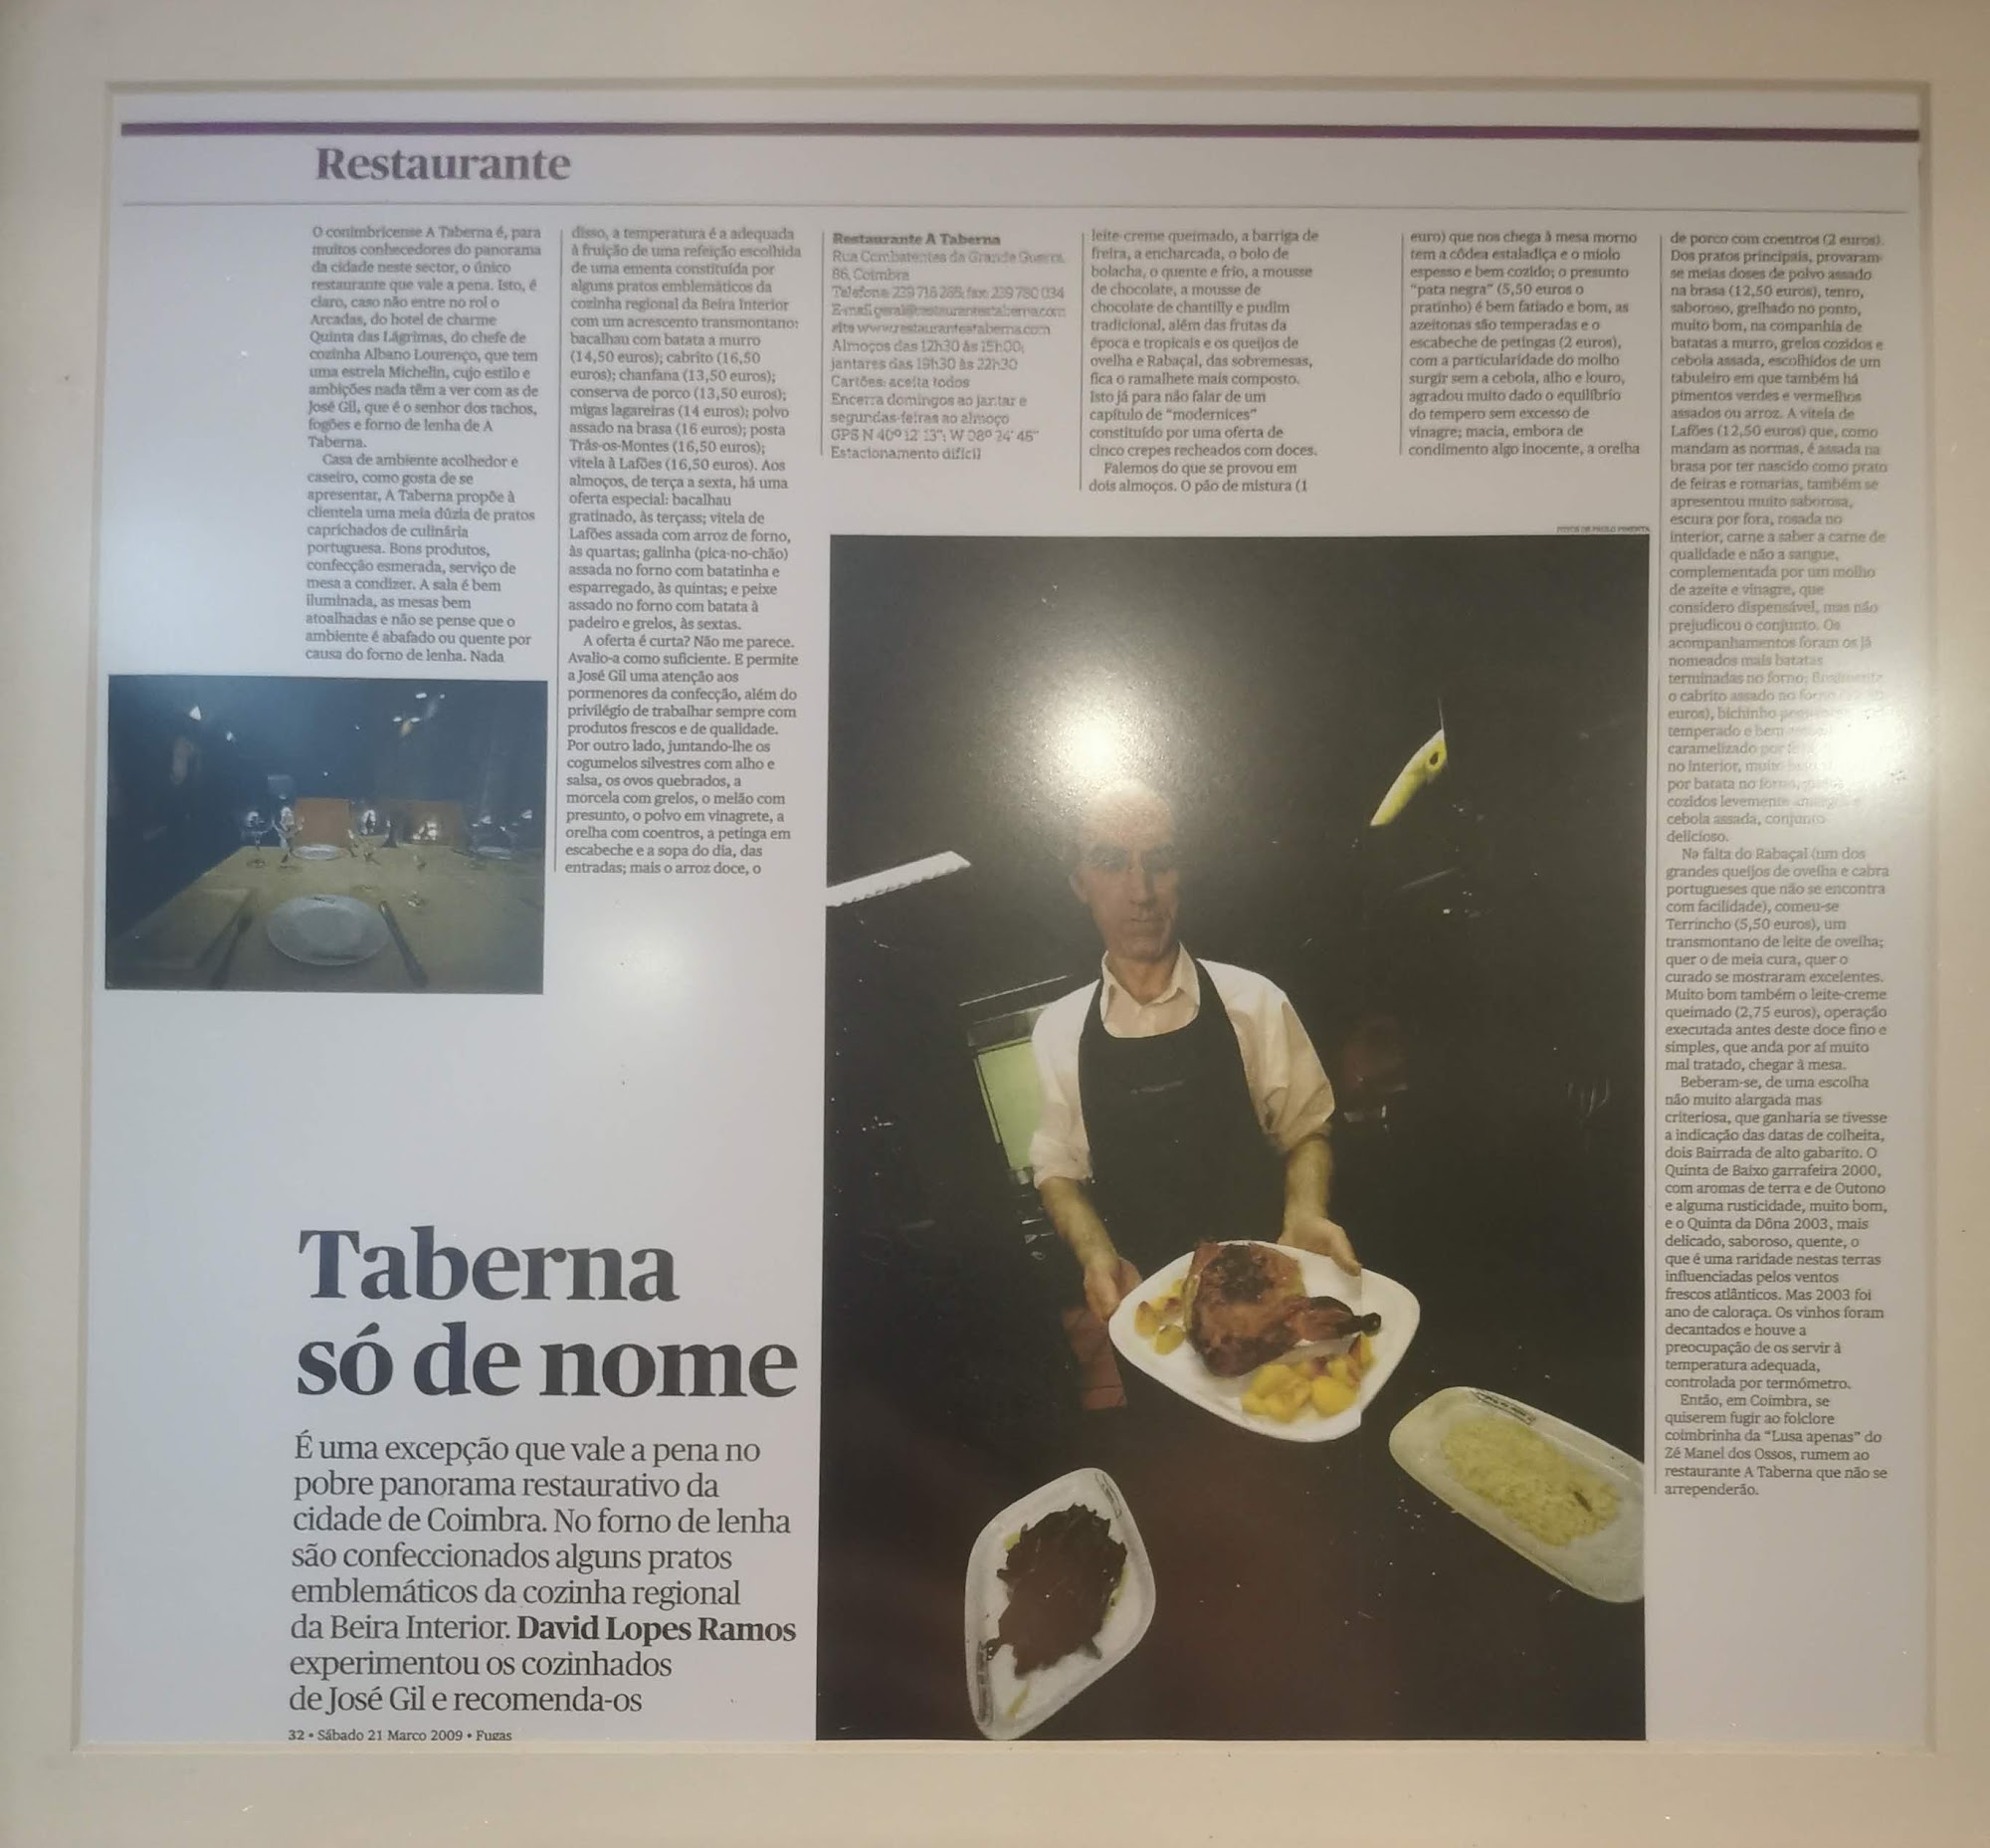 Restaurante
O conimbricense A Taberna é, para
muitos conhecedores do panorama
da cidade neste sector, o único
restaurante que vale a pena. Isto, é
claro, caso não entre no rol o
Arcadas, do hotel de charme
Quinta das Lágrimas, do chefe de
cozinha Albano Lourenço, que tem
uma estrela Michelin, cujo estilo e
ambições nada têm a ver com as de
José Gil, que é o senhor dos tachos,
fogões e forno de lenha de A
Taberna.
Casa de ambiente acolhedor e
caseiro, como gosta de se
apresentar, A Taberna propõe à
clientela uma meia dúzia de pratos
caprichados de culinária
portuguesa. Bons produtos,
confecção esmerada, serviço de
mesa a condizer. A sala é bem
iluminada, as mesas bem
atoalhadas e não se pense que o
ambiente é abafado ou quente por
causa do forno de lenha. Nada
disso, a temperatura é a adequada
à fruição de uma refeição escolhida
de uma ementa constituída por
alguns pratos emblemáticos da
cozinha regional da Beira Interior
com um acrescento transmontano:
bacalhau com batata a murro
(14,50 euros); cabrito (16,50
euros); chanfana (13,50 euros);
conserva de porco (13,50 euros);
migas lagareiras (14 euros); polvo
assado na brasa (16 euros); posta
Trás-os-Montes (16,50 euros);
vitela à Lafões (16,50 euros). Aos
almoços, de terça a sexta, há uma
oferta especial: bacalhau
gratinado, às terçass; vitela de
Lafões assada com arroz de forno,
às quartas; galinha (pica-no-chão)
assada no forno com batatinha e
esparregado, às quintas; e peixe
assado no forno com batata à
padeiro e grelos, às sextas.
A oferta é curta? Não me parece.
Avalio-a como suficiente. E permite
a José Gil uma atenção aos
pormenores da confecção, além do
privilégio de trabalhar sempre com
produtos frescos e de qualidade.
Por outro lado, juntando-lhe os
cogumelos silvestres com alho e
salsa, os ovos quebrados, a
morcela com grelos, o melão com
presunto, o polvo em vinagrete, a
orelha com coentros, a petinga em
escabeche e a sopa do dia, das
entradas; mais o arroz doce, o
Restaurante A Taberna
Rua Combatentes da Grande Guerra,
86, Coimbra
Telefone: 239 716 265; fax: 239 780 034
E-mail geral@restaurantetaberna.com
site www.restauranteataberna.com
Almoços das 12h30 às 15h00;
jantares das 19h30 às 22h30
Cartões: aceita todos
Encerra domingos ao jantar e
segundas-feiras ao almoço
GPS N 40º 12' 13"; W 08º 24' 45"
Estacionamento difícil
leite-creme queimado, a barriga de
freira, a encharcada, o bolo de
bolacha, o quente e frio, a mousse
de chocolate, a mousse de
chocolate de chantilly e pudim
tradicional, além das frutas da
época e tropicais e os queijos de
ovelha e Rabaçal, das sobremesas,
fica o ramalhete mais composto.
Isto já para não falar de um
capítulo de "modernices"
constituído por uma oferta de
cinco crepes recheados com doces.
Falemos do que se provou em
dois almoços. O pão de mistura (1
euro) que nos chega à mesa morno
tem a côdea estaladiça e o miolo
espesso e bem cozido; o presunto
"pata negra" (5,50 euros o
pratinho) é bem fatiado e bom, as
azeitonas são temperadas e o
escabeche de petingas (2 euros),
com a particularidade do molho
surgir sem a cebola, alho e louro,
agradou muito dado o equilíbrio
do tempero sem excesso de
vinagre; macia, embora de
condimento algo inocente, a orelha
FOTOS DE PAULO PIMENTA
de porco com coentros (2 euros).
Dos pratos principais, provaram-
se meias doses de polvo assado
na brasa (12,50 euros), tenro,
saboroso, grelhado no ponto,
muito bom, na companhia de
batatas a murro, grelos cozidos e
cebola assada, escolhidos de um
tabuleiro em que também há
pimentos verdes e vermelhos
assados ou arroz. A vitela de
Lafões (12,50 euros) que, como
mandam as normas, é assada na
brasa por ter nascido como prato
de feiras e romarias, também se
apresentou muito saborosa,
escura por fora, rosada no
interior, carne a saber a carne de
qualidade e não a sangue,
complementada por um molho
de azeite e vinagre, que
considero dispensável, mas não
prejudicou o conjunto. Os
acompanhamentos foram os já
nomeados mais batatas
terminadas no forno; finalmente
o cabrito assado no forno
euros), bichinho
temperado e bem
caramelizado por
no interior, muito
por batata no forno,
cozidos levemente
cebola assada, conjunto
delicioso.
Na falta do Rabaçal (um dos
grandes queijos de ovelha e cabra
portugueses que não se encontra
com facilidade), comeu-se
Terrincho (5,50 euros), um
transmontano de leite de ovelha;
quer o de meia cura, quer o
curado se mostraram excelentes.
Muito bom também o leite-creme
queimado (2,75 euros), operação
executada antes deste doce fino e
simples, que anda por aí muito
mal tratado, chegar à mesa.
Beberam-se, de uma escolha
não muito alargada mas
criteriosa, que ganharia se tivesse
a indicação das datas de colheita,
dois Bairrada de alto gabarito. O
Quinta de Baixo garrafeira 2000,
com aromas de terra e de Outono
e alguma rusticidade, muito bom,
e o Quinta da Dôna 2003, mais
delicado, saboroso, quente, o
que é uma raridade nestas terras
influenciadas pelos ventos
frescos atlânticos. Mas 2003 foi
ano de caloraça. Os vinhos foram
decantados e houve a
preocupação de os servir à
temperatura adequada,
controlada por termómetro.
Então, em Coimbra, se
quiserem fugir ao folclore
coimbrinha da "Lusa apenas" do
Zé Manel dos Ossos, rumem ao
restaurante A Taberna que não se
arrependerão.
Taberna
só de nome
É uma excepção que vale a pena no
pobre panorama restaurativo da
cidade de Coimbra. No forno de lenha
são confeccionados alguns pratos
emblemáticos da cozinha regional
da Beira Interior. David Lopes Ramos
experimentou os cozinhados
de José Gil e recomenda-os
32 • Sábado 21 Março 2009 • Fugas